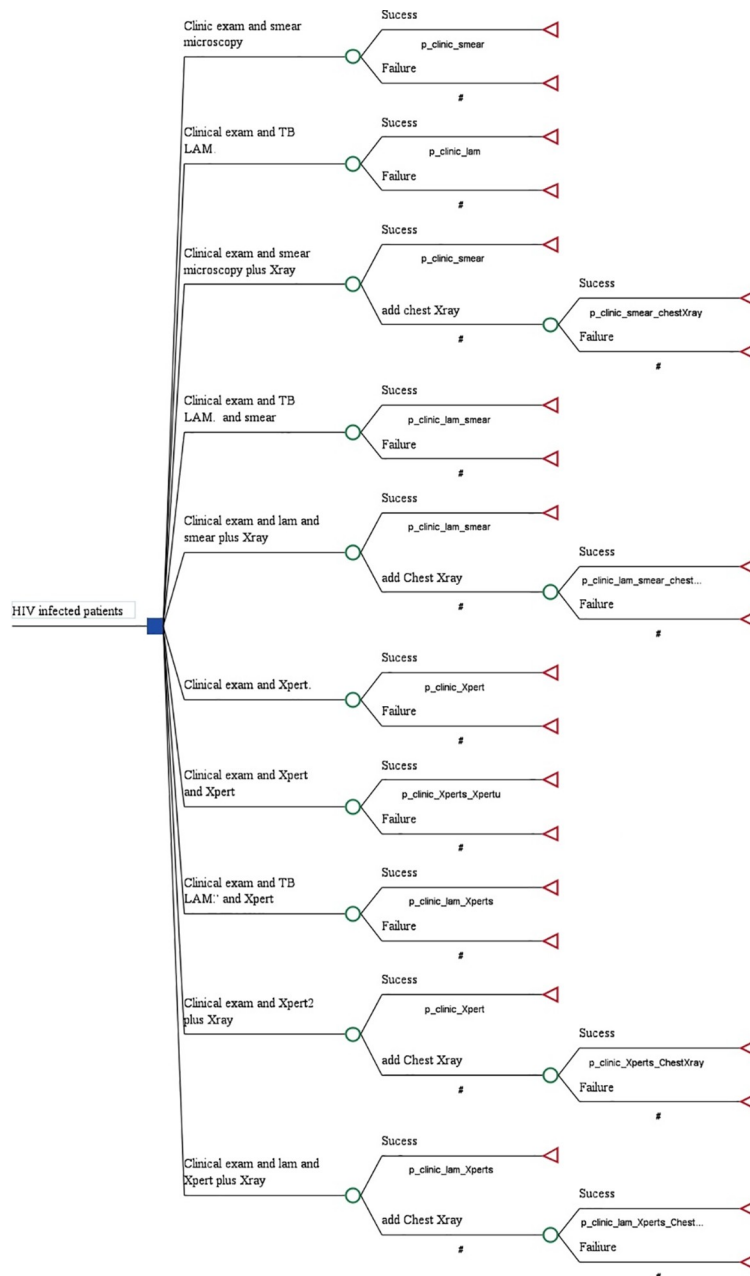 Clinic exam and smear
microscopy
Sucess
p_clinic_smear
Failure
#
Clinical exam and TB
LAM.
Sucess
p_clinic_lam
Failure
#
Clinical exam and smear
microscopy plus Xray
Sucess
p_clinic_smear
add chest Xray
#
Sucess
p_clinic_smear_chestXray
Failure
#
Clinical exam and TB
LAM. and smear
Sucess
p_clinic_lam_smear
Failure
#
Clinical exam and lam and
smear plus Xray
Sucess
p_clinic_lam_smear
add Chest Xray
#
Sucess
p_clinic_lam_smear_chest...
Failure
#
HIV infected patients
Clinical exam and Xpert.
Sucess
p_clinic_Xpert
Failure
#
Clinical exam and Xpert
and Xpert
Sucess
p_clinic_Xperts_Xpertu
Failure
#
Clinical exam and TB
LAM." and Xpert
Sucess
p_clinic_lam_Xperts
Failure
#
Clinical exam and Xpert2
plus Xray
Sucess
p_clinic_Xpert
add Chest Xray
#
Sucess
p_clinic_Xperts_ChestXray
Failure
#
Clinical exam and lam and
Xpert plus Xray
Sucess
p_clinic_lam_Xperts
add Chest Xray
#
Sucess
p_clinic_lam_Xperts_Chest...
Failiure
#